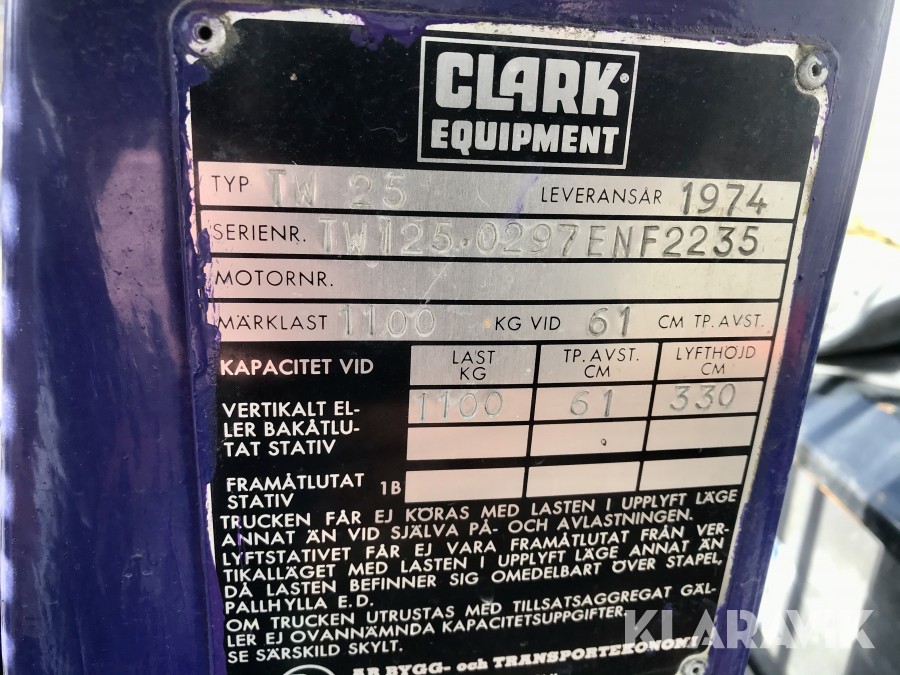 CLARK®
EQUIPMENT
TYP TW 25 LEVERANSÅR 1974
SERIENR. TW125-0297ENF2235
MOTORNR.
MÄRKLAST 1100 KG VID 61 CM TP. AVST.
KAPACITET VID LAST KG TP. AVST. CM LYFTHÖJD CM
VERTIKALT EL- 1100 61 330
LER BAKÅTLU-
TAT STATIV
FRAMÅTLUTAT
STATIV 1B
TRUCKEN FÅR EJ KÖRAS MED LASTEN I UPPLYFT LÄGE
ANNAT ÄN VID SJÄLVA PÅ- OCH AVLASTNINGEN.
LYFTSTATIVET FÅR EJ VARA FRAMÅTLUTAT FRÅN VER-
TIKALLÄGET MED LASTEN I UPPLYFT LÄGE ANNAT ÄN
DÅ LASTEN BEFINNER SIG OMEDELBART ÖVER STAPEL,
PALLHYLLA E.D.
OM TRUCKEN UTRUSTAS MED TILLSATSAGGREGAT GÄL-
LER EJ OVANNÄMNDA KAPACITETSUPPGIFTER.
SE SÄRSKILD SKYLT.
AB BYGG- och TRANSPORTEKONOMI
KLARAVIK